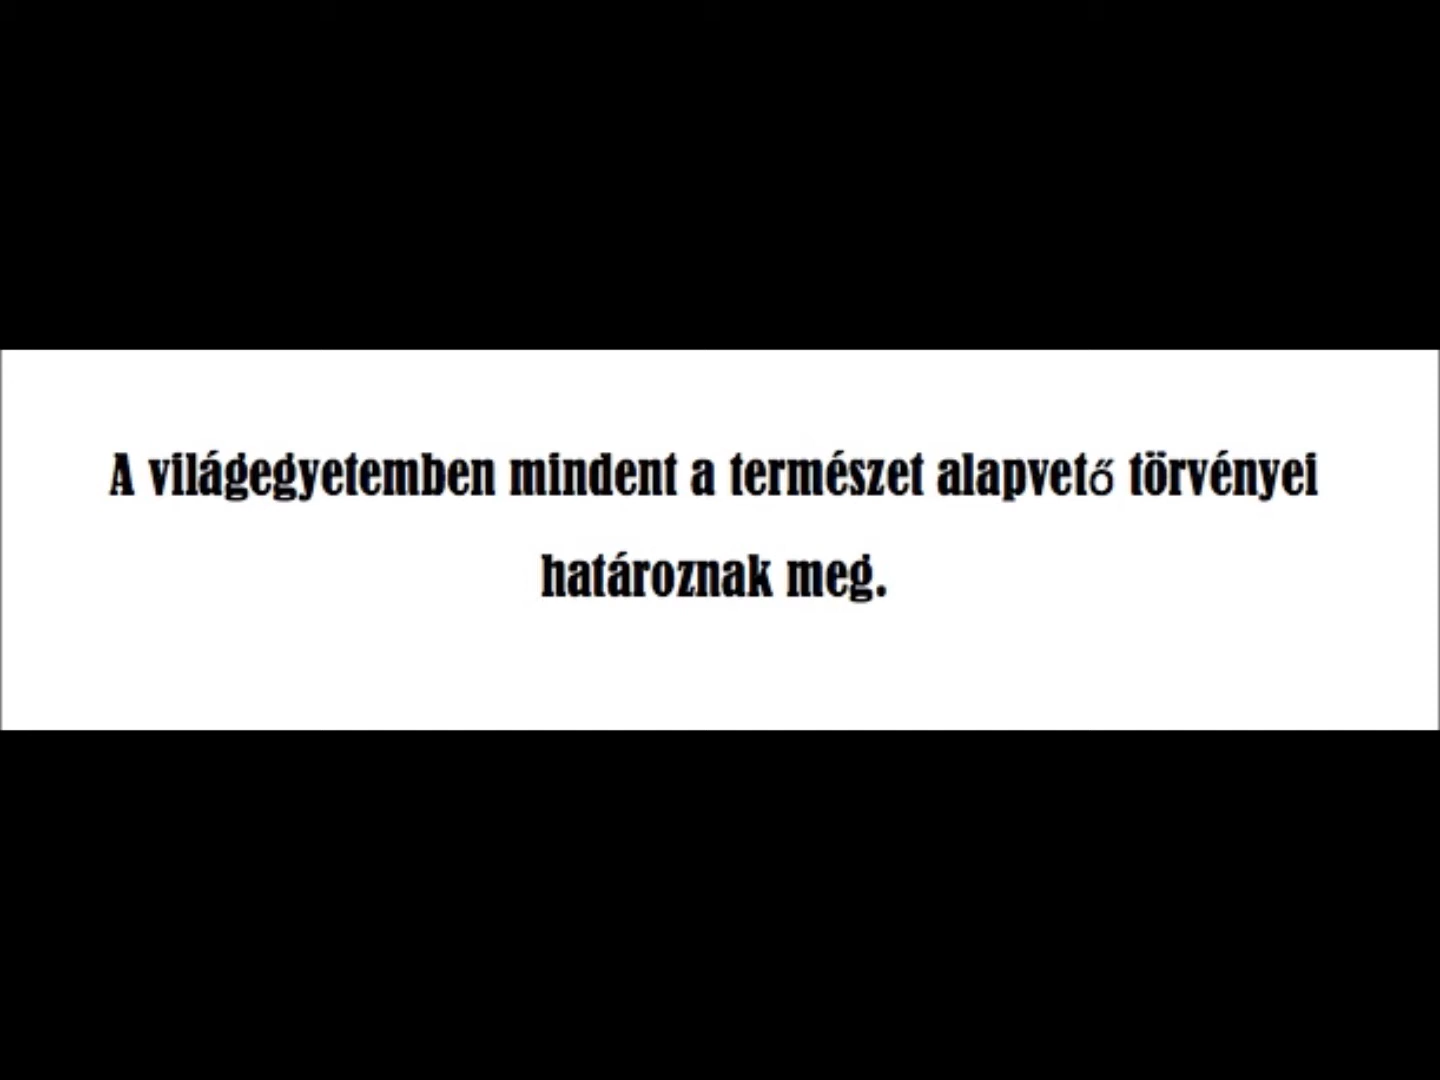 A világegyetemben mindent a természet alapvető törvényei
határoznak meg.